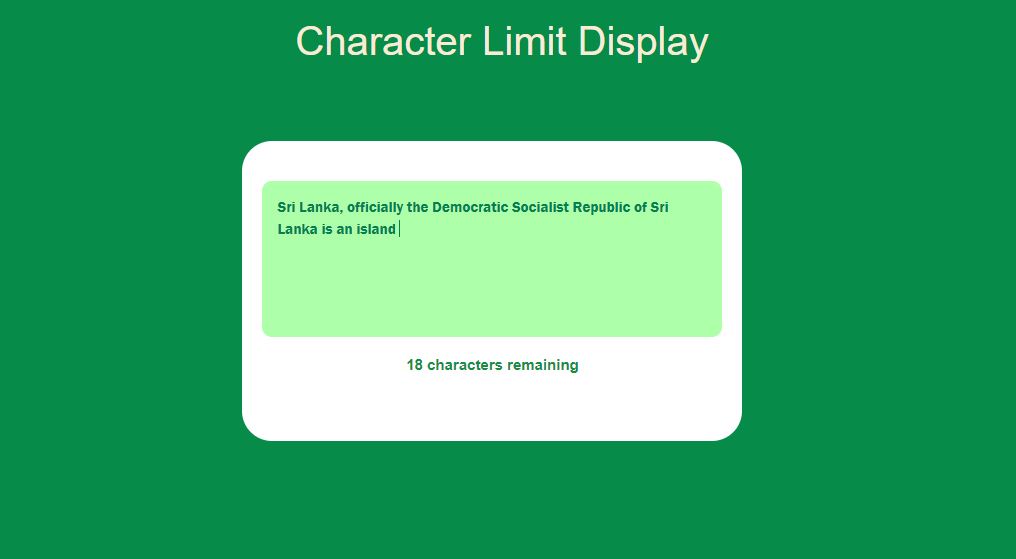 Character Limit Display
Sri Lanka, officially the Democratic Socialist Republic of Sri
Lanka is an island
18 characters remaining